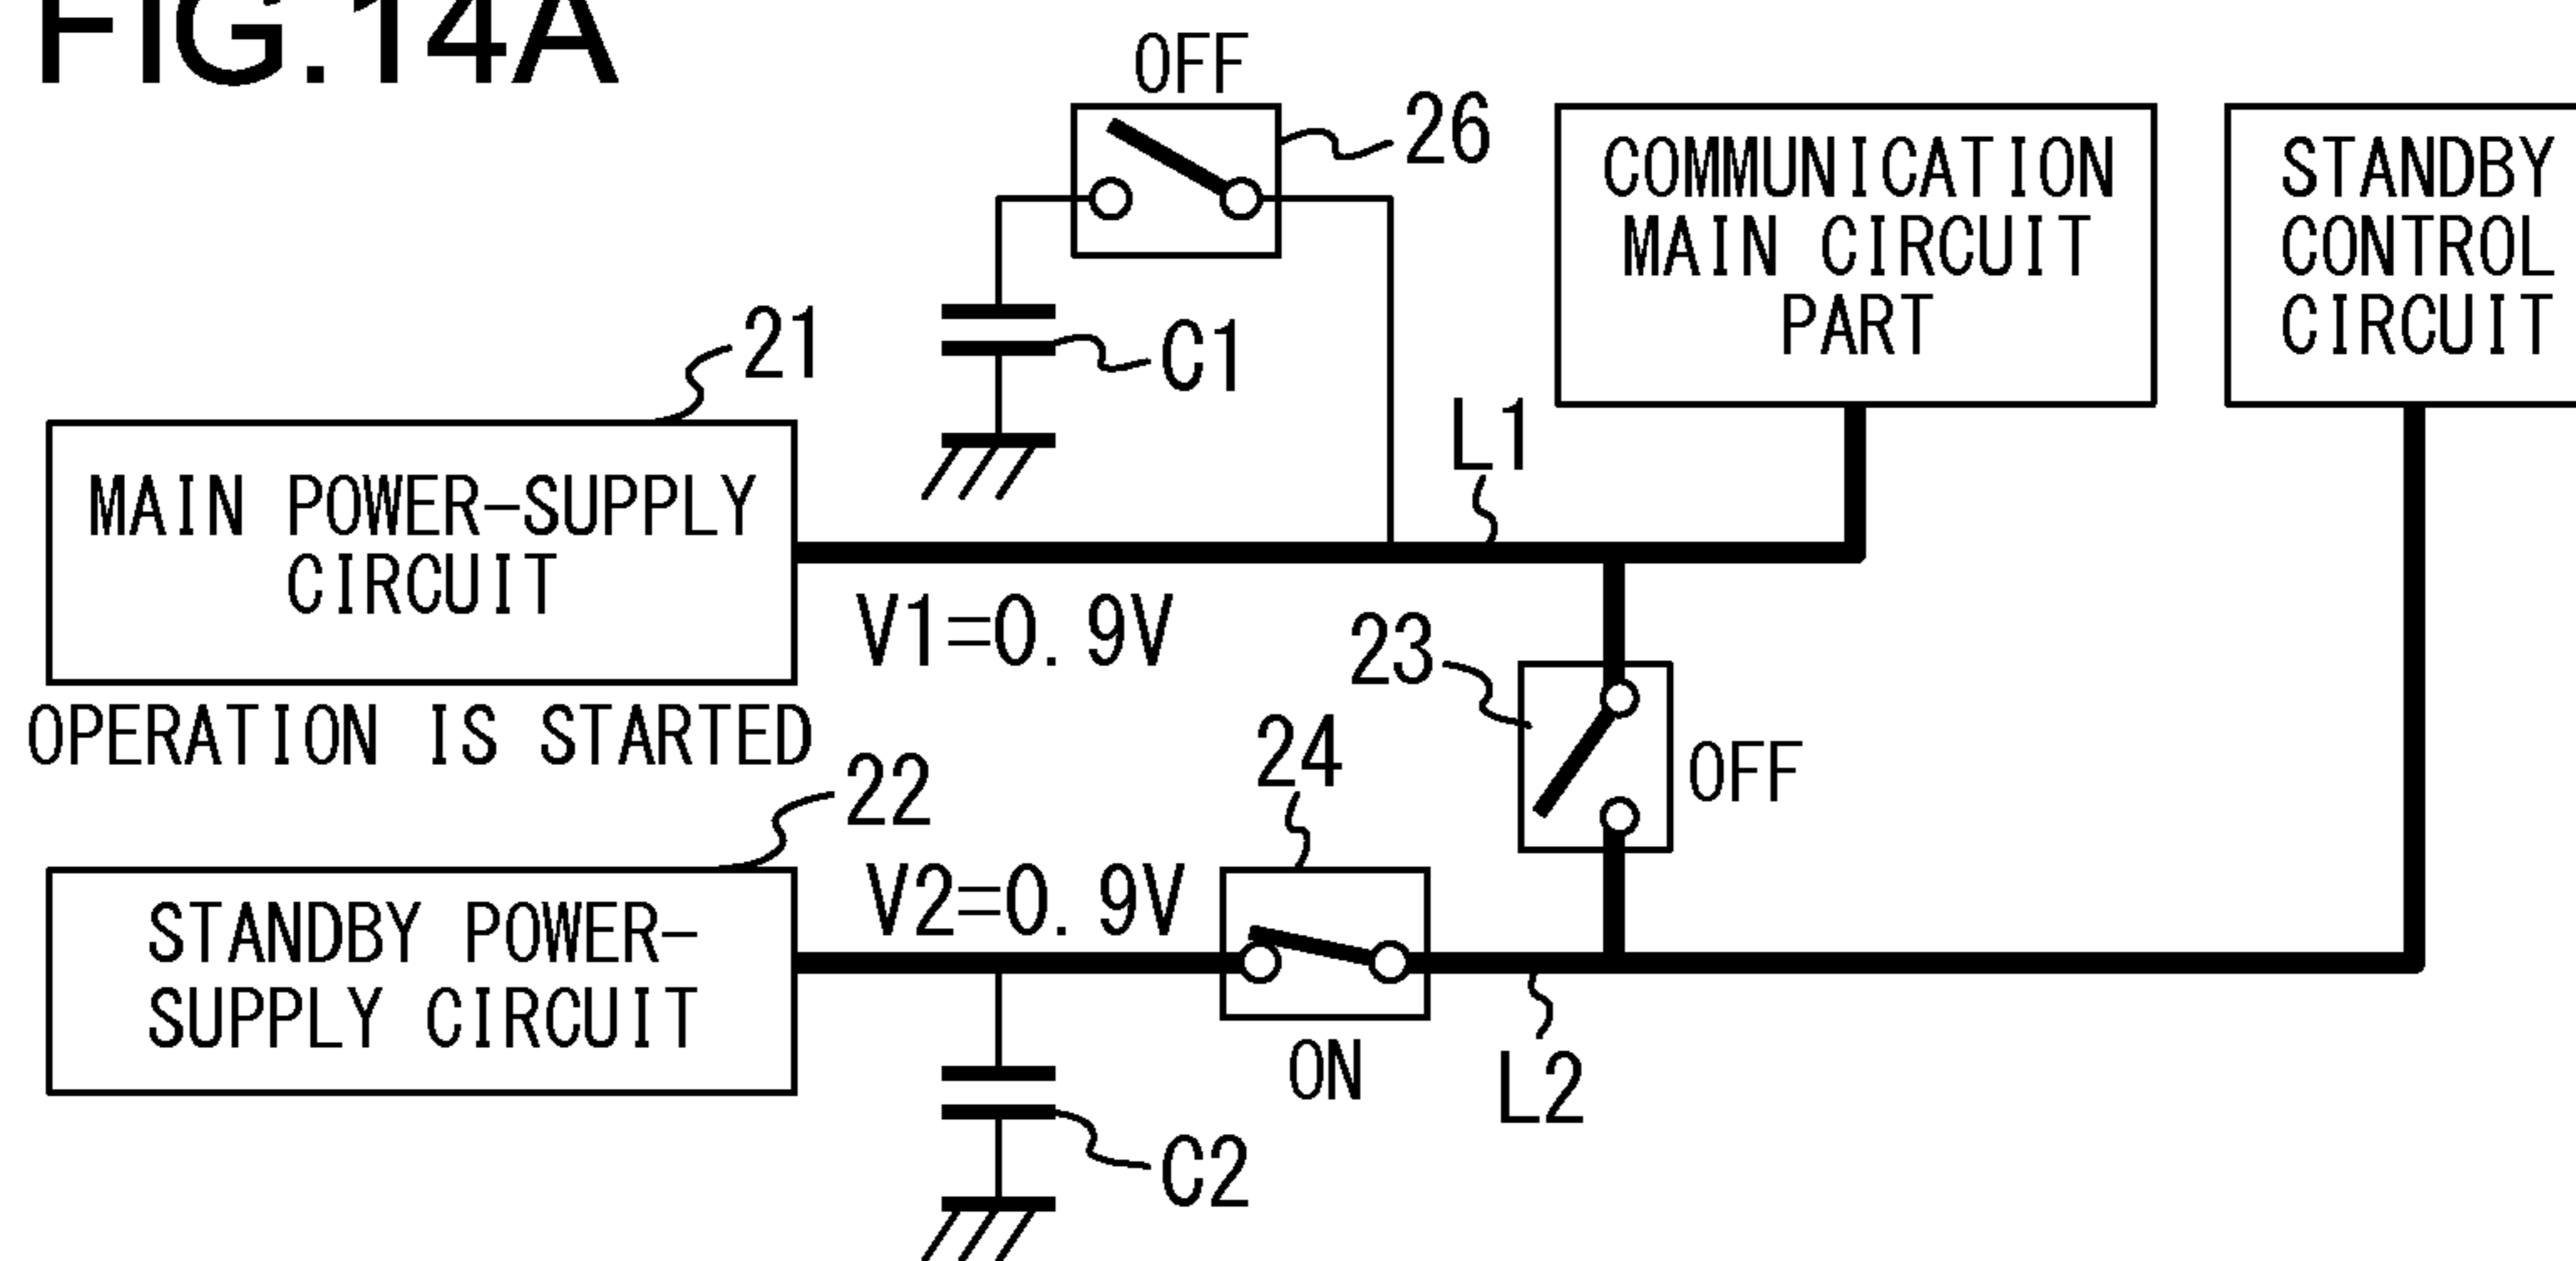 FIG.14A
OFF
26
COMMUNICATION
MAIN CIRCUIT
PART
STANDBY
CONTROL
CIRCUIT
C1
21
L1
MAIN POWER-SUPPLY
CIRCUIT
V1=0.9V
23
OPERATION IS STARTED
OFF
24
22
V2=0.9V
STANDBY POWER-
SUPPLY CIRCUIT
ON
L2
C2